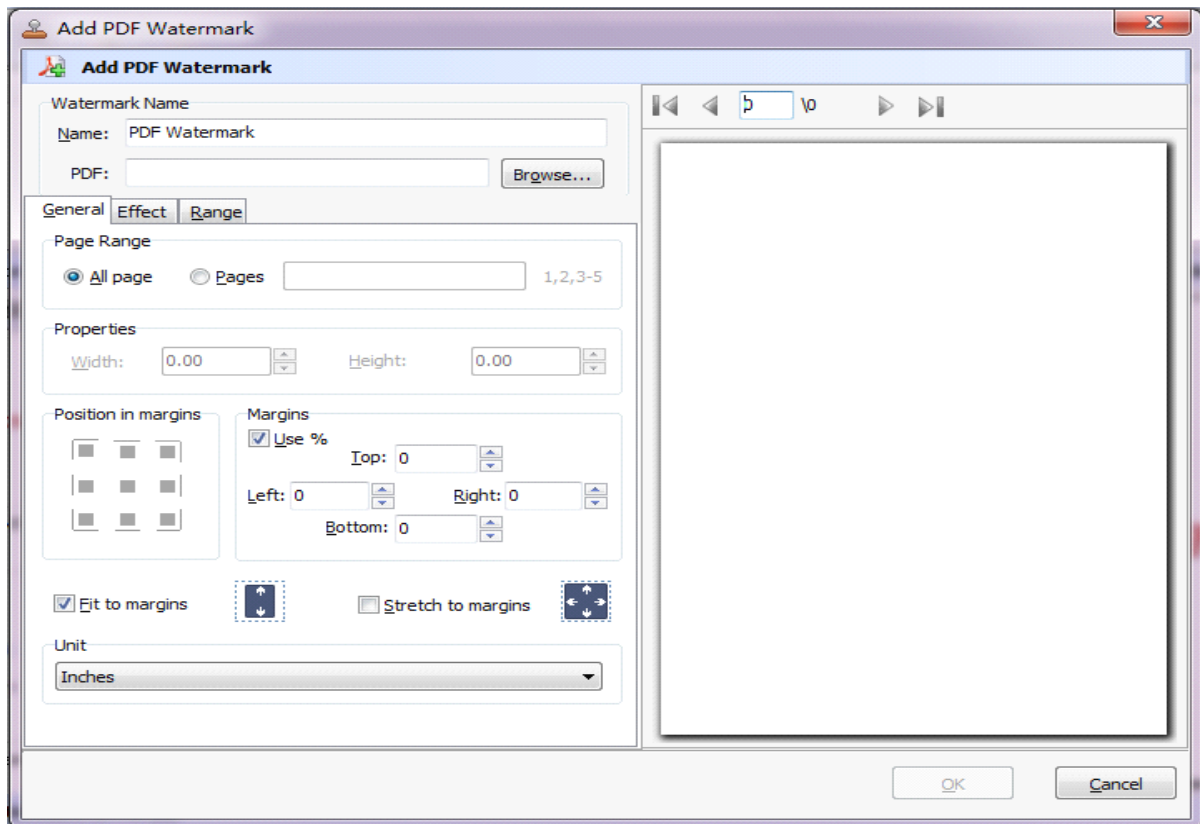 Add PDF Watermark
Add PDF Watermark
Watermark Name
Name: PDF Watermark
PDF: Browse...
General Effect Range
Page Range
All page Pages 1,2,3-5
Properties
Width: 0.00 Height: 0.00
Position in margins
Margins
Use %
Top: 0
Left: 0 Right: 0
Bottom: 0
Fit to margins Stretch to margins
Unit
Inches
\0
OK Cancel